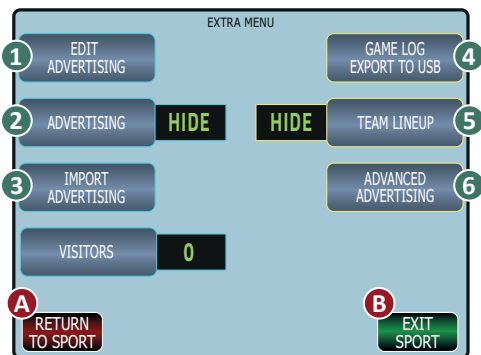 EXTRA MENU
1
EDIT
ADVERTISING
GAME LOG
EXPORT TO USB
4
2
ADVERTISING
HIDE
HIDE
TEAM LINEUP
5
3
IMPORT
ADVERTISING
ADVANCED
ADVERTISING
6
VISITORS
0
A
RETURN
TO SPORT
B
EXIT
SPORT